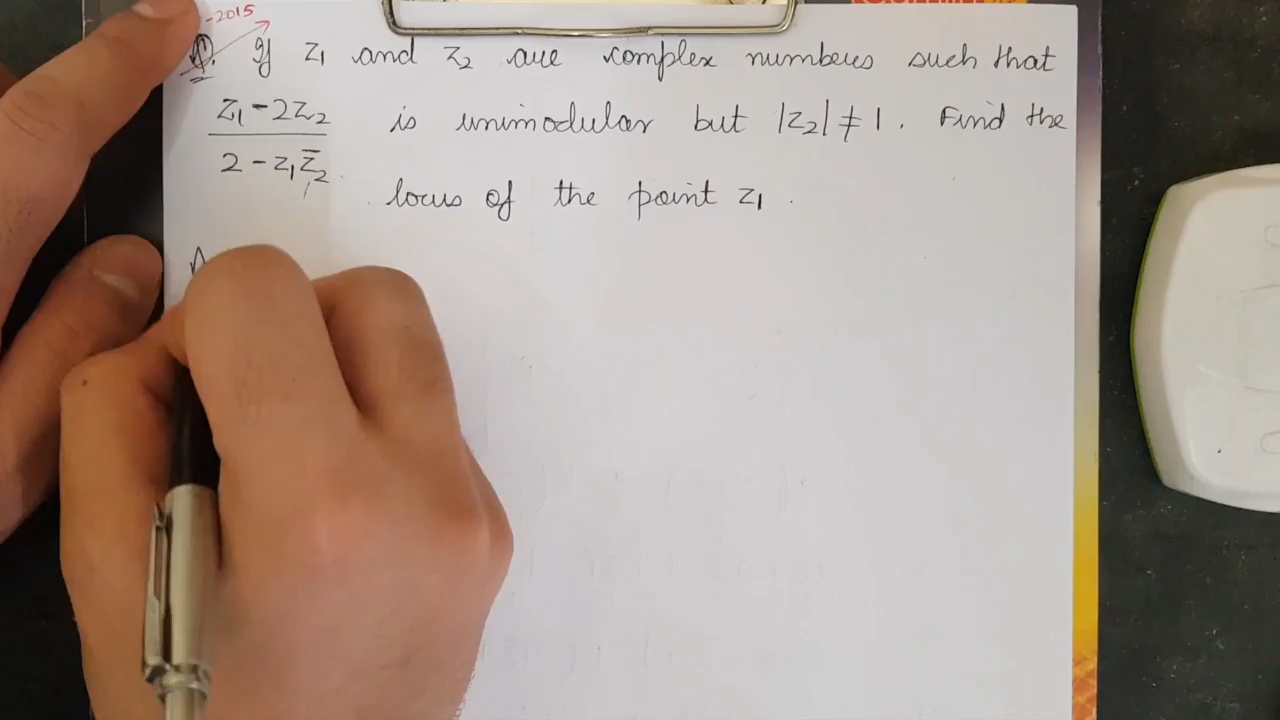 -2015
Q. If z₁ and z₂ are complex numbers such that
z₁ - 2z₂ / 2 - z₁z̄₂ is unimodular but |z₂| ≠ 1. Find the
locus of the point z₁.
A